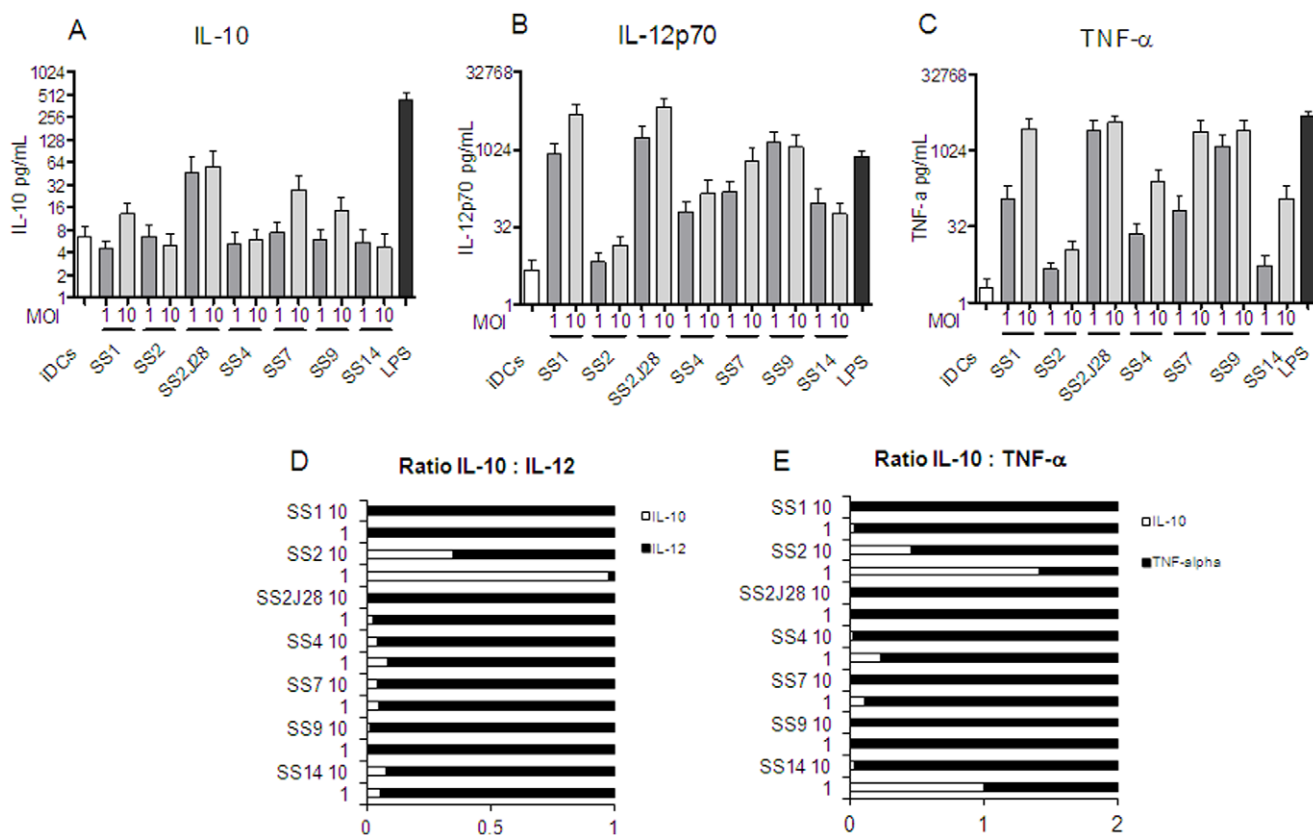 A
IL-10
IL-10 pg/mL
1024
512
256
128
64
32
16
8
4
2
1
MOI
1 10 1 10 1 10 1 10 1 10 1 10 1 10
iDCs SS1 SS2 SS2J28 SS4 SS7 SS9 SS14 LPS
B
IL-12p70
IL-12p70 pg/mL
32768
1024
32
1
MOI
1 10 1 10 1 10 1 10 1 10 1 10 1 10
iDCs SS1 SS2 SS2J28 SS4 SS7 SS9 SS14 LPS
C
TNF-α
TNF-a pg/mL
32768
1024
32
1
MOI
1 10 1 10 1 10 1 10 1 10 1 10 1 10
iDCs SS1 SS2 SS2J28 SS4 SS7 SS9 SS14 LPS
D
Ratio IL-10 : IL-12
SS1 10
1
SS2 10
1
SS2J28 10
1
SS4 10
1
SS7 10
1
SS9 10
1
SS14 10
1
0 0.5 1
IL-10
IL-12
E
Ratio IL-10 : TNF-α
SS1 10
1
SS2 10
1
SS2J28 10
1
SS4 10
1
SS7 10
1
SS9 10
1
SS14 10
1
0 1 2
IL-10
TNF-alpha